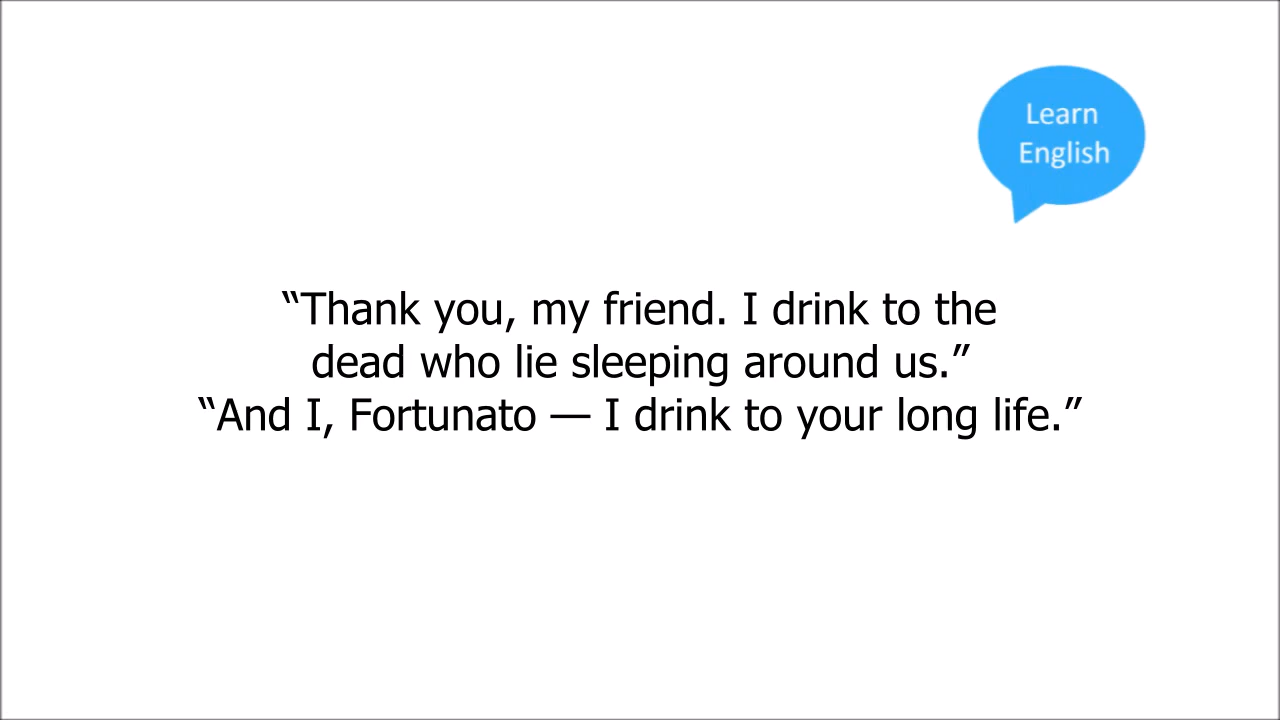 Learn
English
“Thank you, my friend. I drink to the
dead who lie sleeping around us.”
“And I, Fortunato — I drink to your long life.”